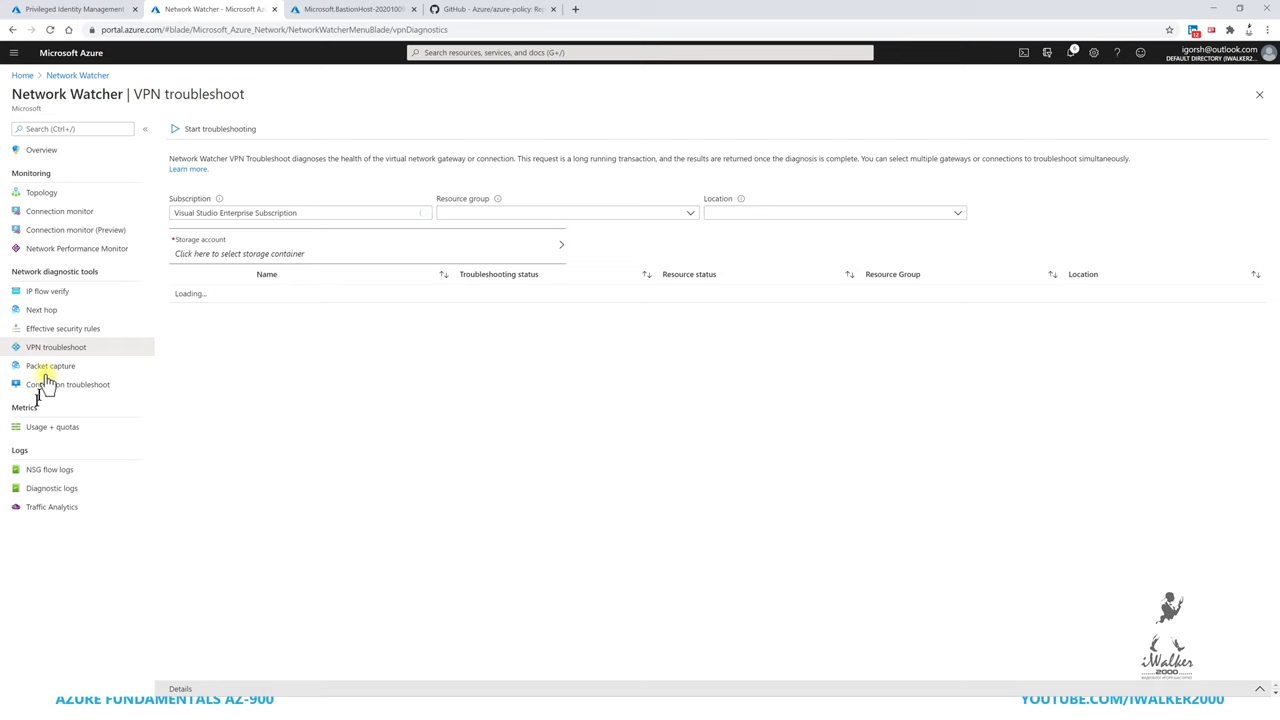 Privileged Identity Management
Network Watcher - Microsoft Az
Microsoft.BastionHost-20201009
GitHub - Azure/azure-policy: Re
portal.azure.com/#blade/Microsoft_Azure_Network/NetworkWatcherMenuBlade/vpnDiagnostics
Microsoft Azure
Search resources, services, and docs (G+/)
igorsh@outlook.com
DEFAULT DIRECTORY (IWALKER2...
Home > Network Watcher
Network Watcher | VPN troubleshoot
Microsoft
Search (Ctrl+/)
Start troubleshooting
Overview
Monitoring
Topology
Connection monitor
Connection monitor (Preview)
Network Performance Monitor
Network diagnostic tools
IP flow verify
Next hop
Effective security rules
VPN troubleshoot
Packet capture
Connection troubleshoot
Metrics
Usage + quotas
Logs
NSG flow logs
Diagnostic logs
Traffic Analytics
Network Watcher VPN Troubleshoot diagnoses the health of the virtual network gateway or connection. This request is a long running transaction, and the results are returned once the diagnosis is complete. You can select multiple gateways or connections to troubleshoot simultaneously.
Learn more.
Subscription
Resource group
Location
Visual Studio Enterprise Subscription
*Storage account
Click here to select storage container
Name
Troubleshooting status
Resource status
Resource Group
Location
Loading...
iWalker
2000
Details
AZURE FUNDAMENTALS AZ-900
YOUTUBE.COM/IWALKER2000